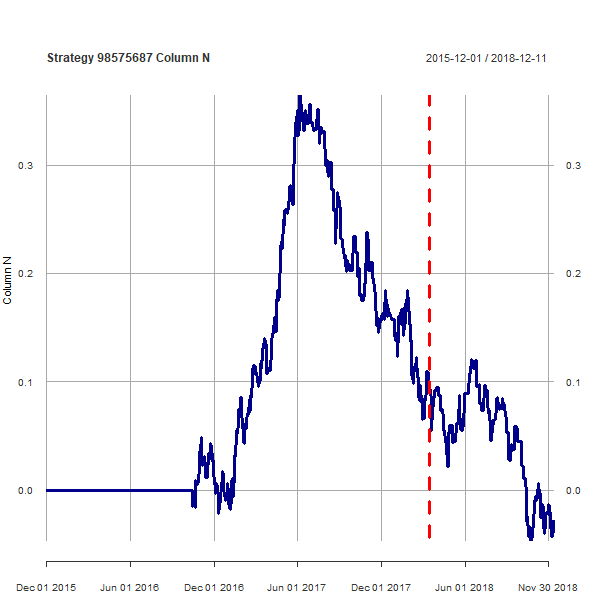 Strategy 98575687 Column N
2015-12-01 / 2018-12-11
0.3
0.3
0.2
0.2
Column N
0.1
0.1
0.0
0.0
Dec 01 2015
Jun 01 2016
Dec 01 2016
Jun 01 2017
Dec 01 2017
Jun 01 2018
Nov 30 2018